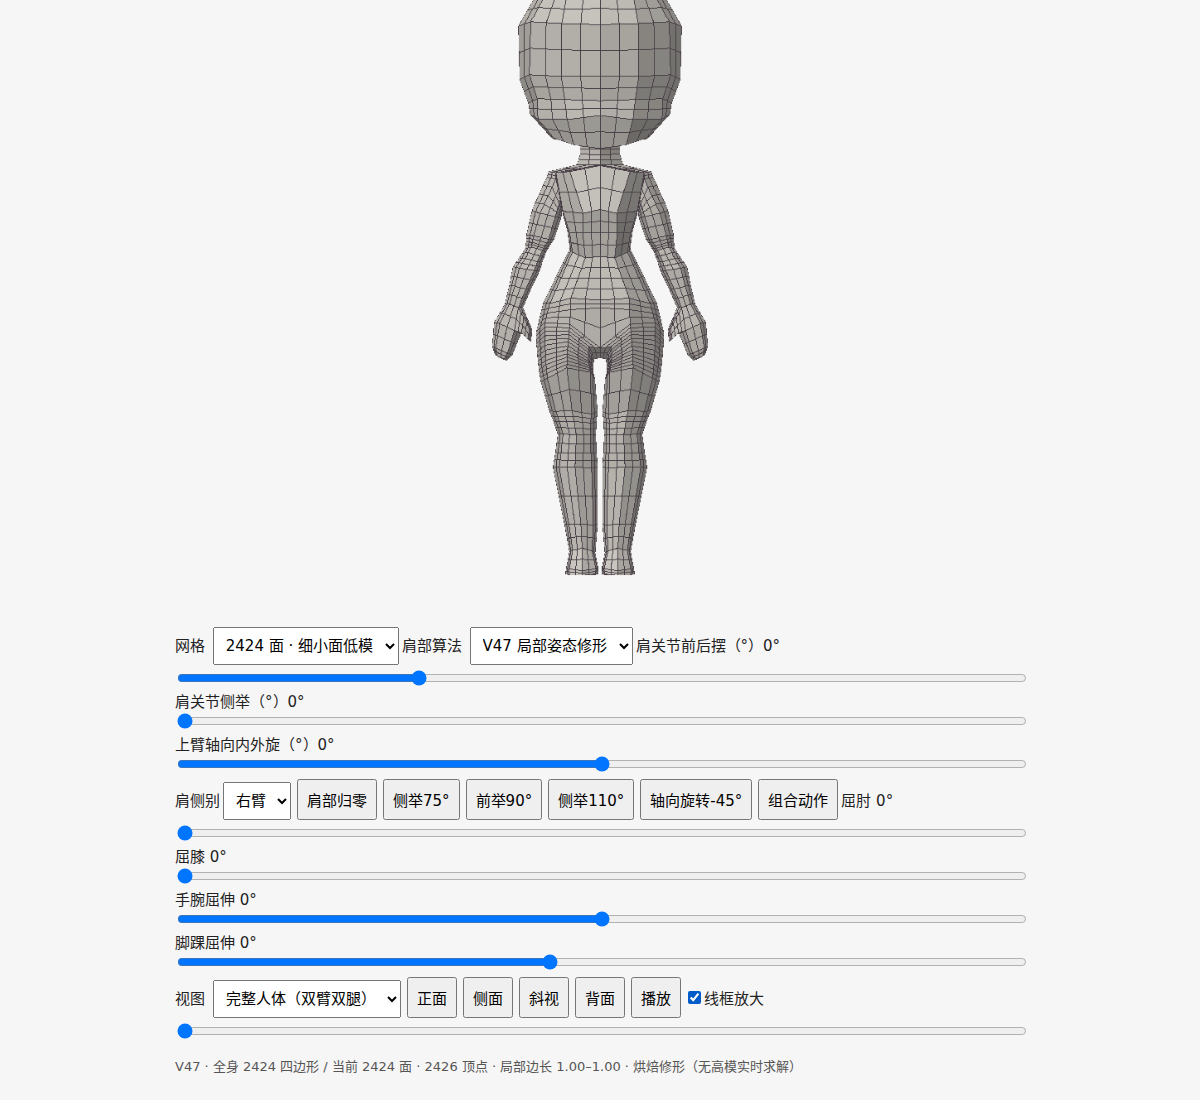 网格 2424 面 · 细小面低模 肩部算法 V47 局部姿态修形 肩关节前后摆（°）0°
肩关节侧举（°）0°
上臂轴向内外旋（°）0°
肩侧别 右臂 肩部归零 侧举75° 前举90° 侧举110° 轴向旋转-45° 组合动作 屈肘 0°
屈膝 0°
手腕屈伸 0°
脚踝屈伸 0°
视图 完整人体（双臂双腿） 正面 侧面 斜视 背面 播放 线框放大
V47 · 全身 2424 四边形 / 当前 2424 面 · 2426 顶点 · 局部边长 1.00–1.00 · 烘焙修形（无高模实时求解）